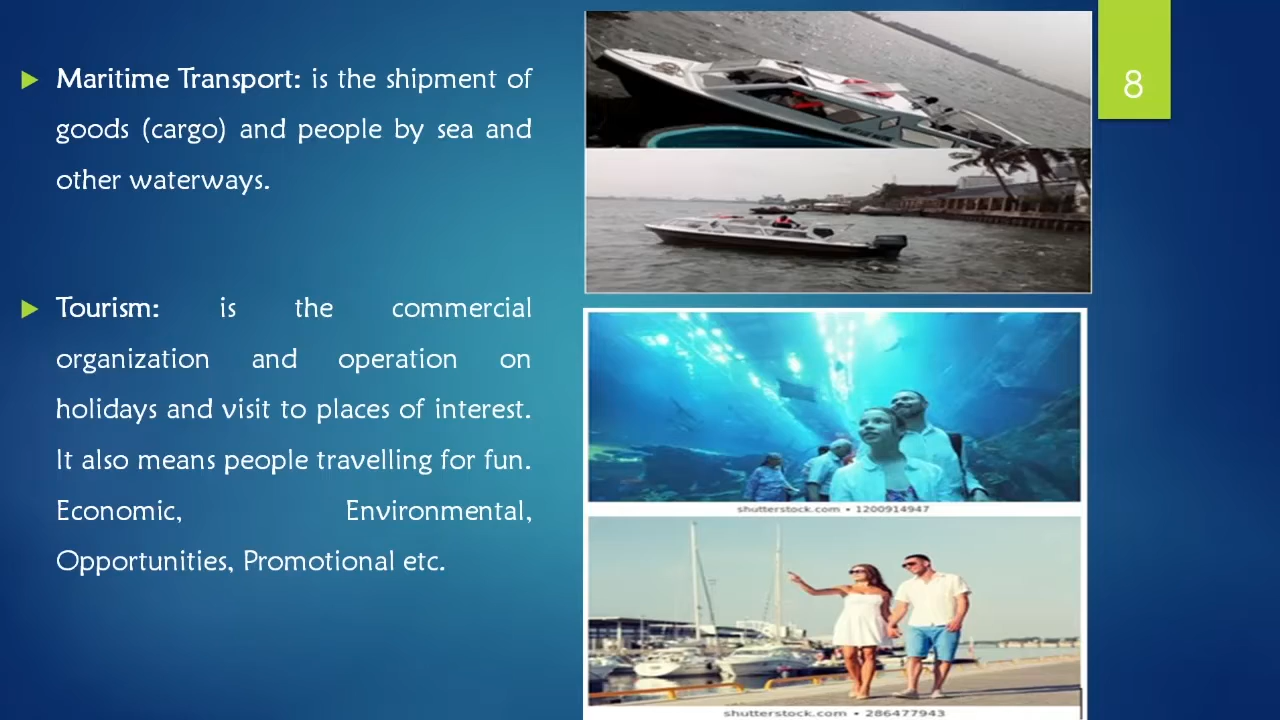 8
Maritime Transport: is the shipment of
goods (cargo) and people by sea and
other waterways.
Tourism: is the commercial
organization and operation on
holidays and visit to places of interest.
It also means people travelling for fun.
Economic, Environmental,
Opportunities, Promotional etc.
shutterstock.com • 1200914947
shutterstock.com • 286477943